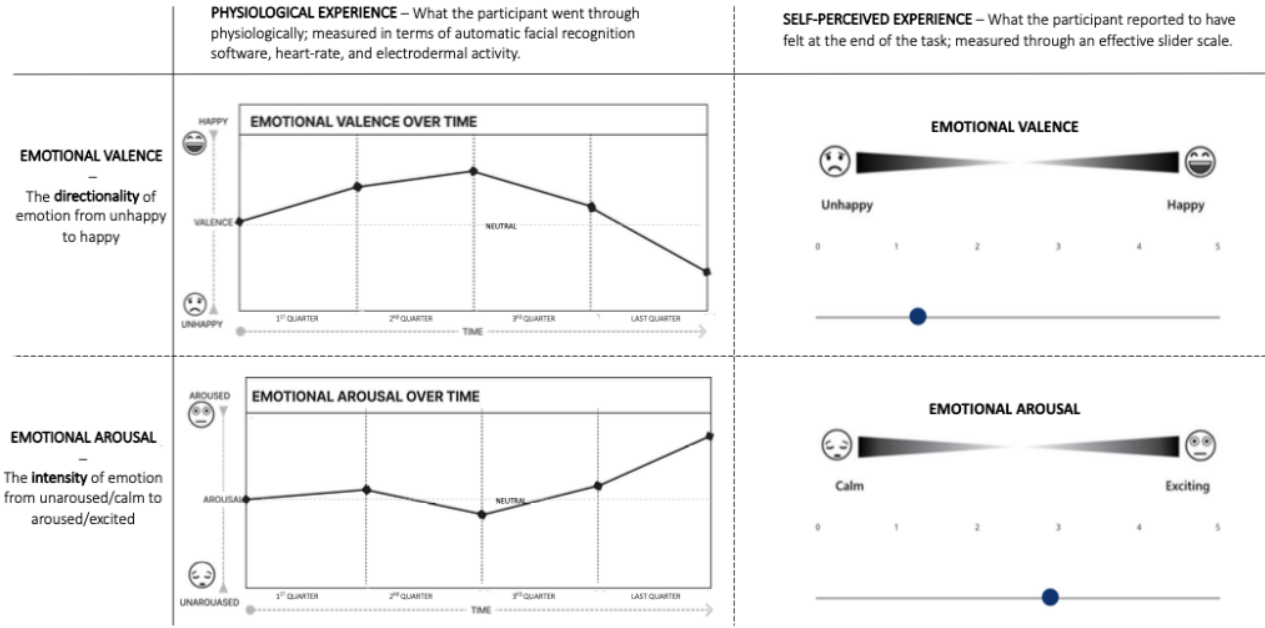 PHYSIOLOGICAL EXPERIENCE – What the participant went through
physiologically; measured in terms of automatic facial recognition
software, heart-rate, and electrodermal activity.
SELF-PERCEIVED EXPERIENCE – What the participant reported to have
felt at the end of the task; measured through an effective slider scale.
EMOTIONAL VALENCE
–
The directionality of
emotion from unhappy
to happy
HAPPY
EMOTIONAL VALENCE OVER TIME
VALENCE
NEUTRAL
UNHAPPY
1ST QUARTER
2nd QUARTER
3rd QUARTER
LAST QUARTER
TIME
EMOTIONAL VALENCE
Unhappy
Happy
0 1 2 3 4 5
EMOTIONAL AROUSAL
–
The intensity of emotion
from unaroused/calm to
aroused/excited
AROUSED
EMOTIONAL AROUSAL OVER TIME
AROUSAL
NEUTRAL
UNAROUASED
1ST QUARTER
2nd QUARTER
3rd QUARTER
LAST QUARTER
TIME
EMOTIONAL AROUSAL
Calm
Exciting
0 1 2 3 4 5